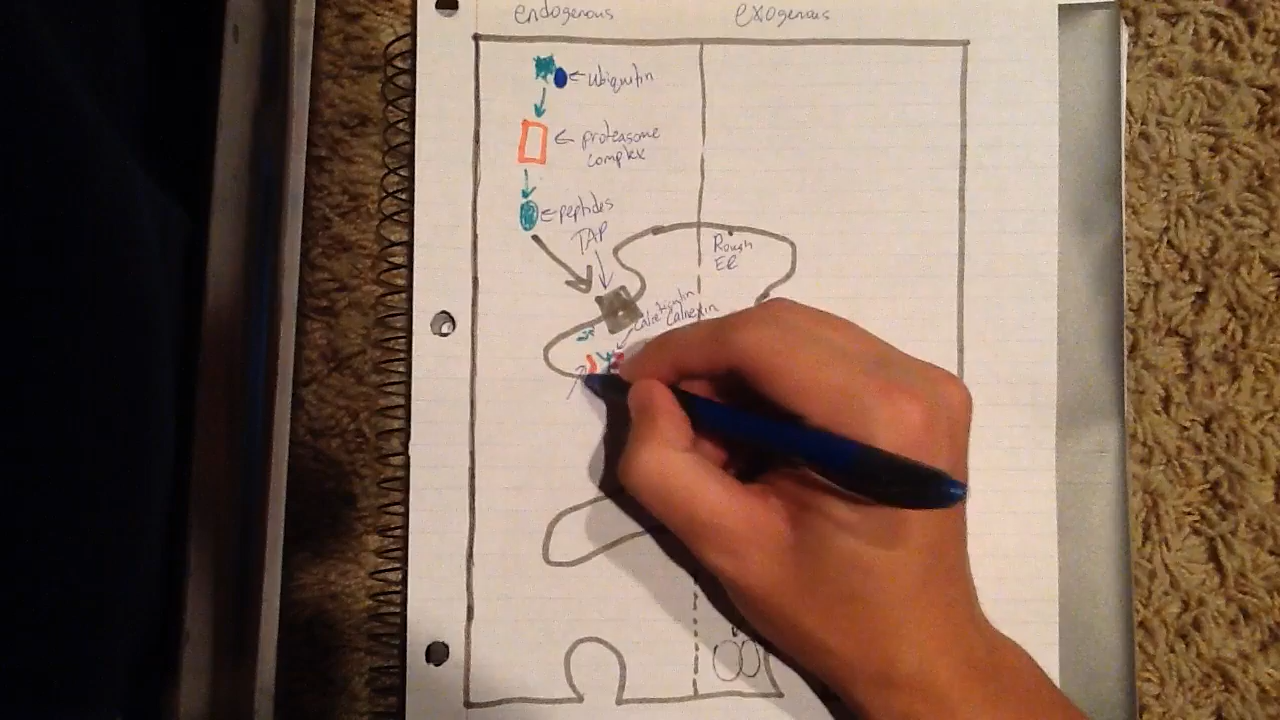 endogenous
exogenous
ubiquitin
proteasome
complex
peptides
TAP
Rough
ER
Calreticulin
Calnexin